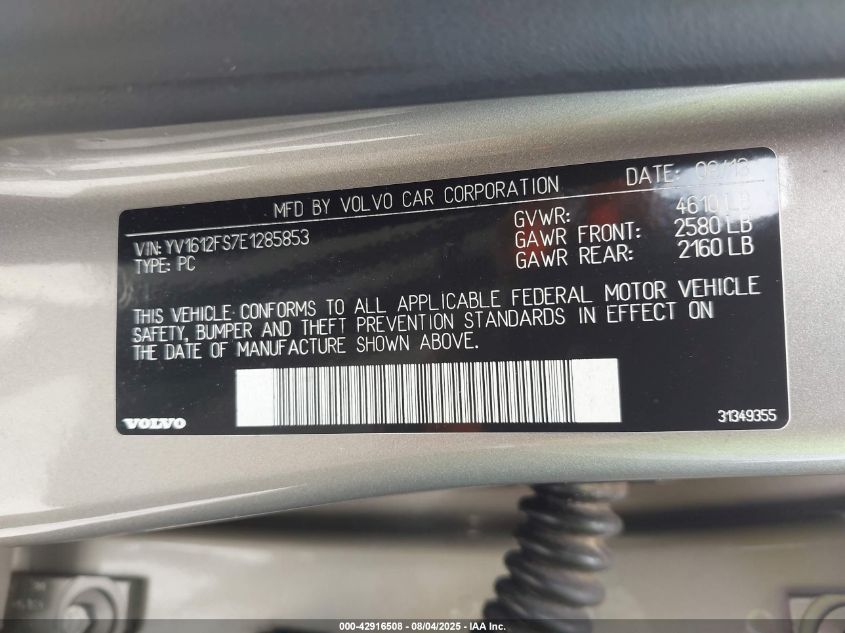 MFD BY VOLVO CAR CORPORATION DATE:
VIN: YV1612FS7E1285853
TYPE: PC
GVWR: 4610 LB
GAWR FRONT: 2580 LB
GAWR REAR: 2160 LB
THIS VEHICLE CONFORMS TO ALL APPLICABLE FEDERAL MOTOR VEHICLE
SAFETY, BUMPER AND THEFT PREVENTION STANDARDS IN EFFECT ON
THE DATE OF MANUFACTURE SHOWN ABOVE.
VOLVO
31349355
000-42916508 - 08/04/2025 - IAA Inc.